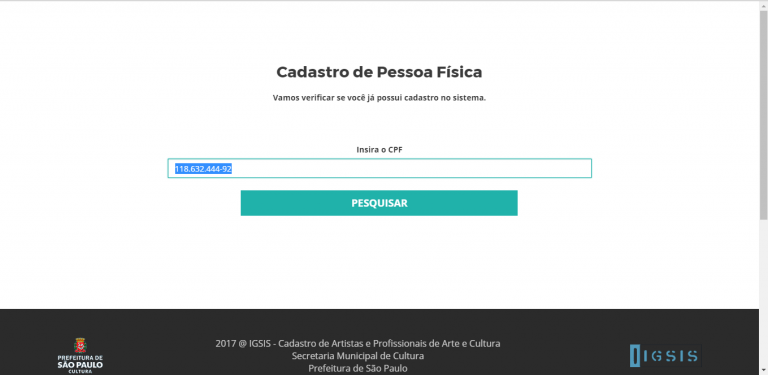 Cadastro de Pessoa Física
Vamos verificar se você já possui cadastro no sistema.
Insira o CPF
118.632.444-92
PESQUISAR
2017 @ IGSIS - Cadastro de Artistas e Profissionais de Arte e Cultura
Secretaria Municipal de Cultura
Prefeitura de São Paulo
PREFEITURA DE
SÃO PAULO
CULTURA
IGSIS